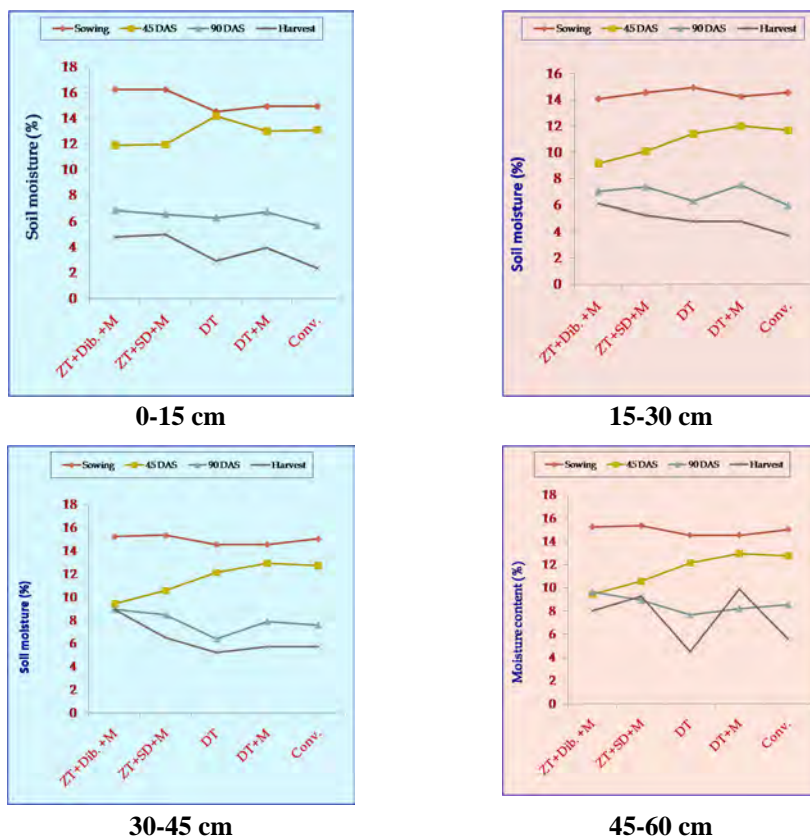 Sowing 45 DAS 90 DAS Harvest
Soil moisture (%)
18
16
14
12
10
8
6
4
2
0
ZT+Dib.+M
ZT+SD+M
DT
DT+M
Conv.
0-15 cm
Sowing 45 DAS 90 DAS Harvest
Soil moisture (%)
16
14
12
10
8
6
4
2
0
ZT+Dib.+M
ZT+SD+M
DT
DT+M
Conv.
15-30 cm
Sowing 45 DAS 90 DAS Harvest
Soil moisture (%)
18
16
14
12
10
8
6
4
2
0
ZT+Dib.+M
ZT+SD+M
DT
DT+M
Conv.
30-45 cm
Sowing 45 DAS 90 DAS Harvest
Moisture content (%)
18
16
14
12
10
8
6
4
2
0
ZT+Dib.+M
ZT+SD+M
DT
DT+M
Conv.
45-60 cm